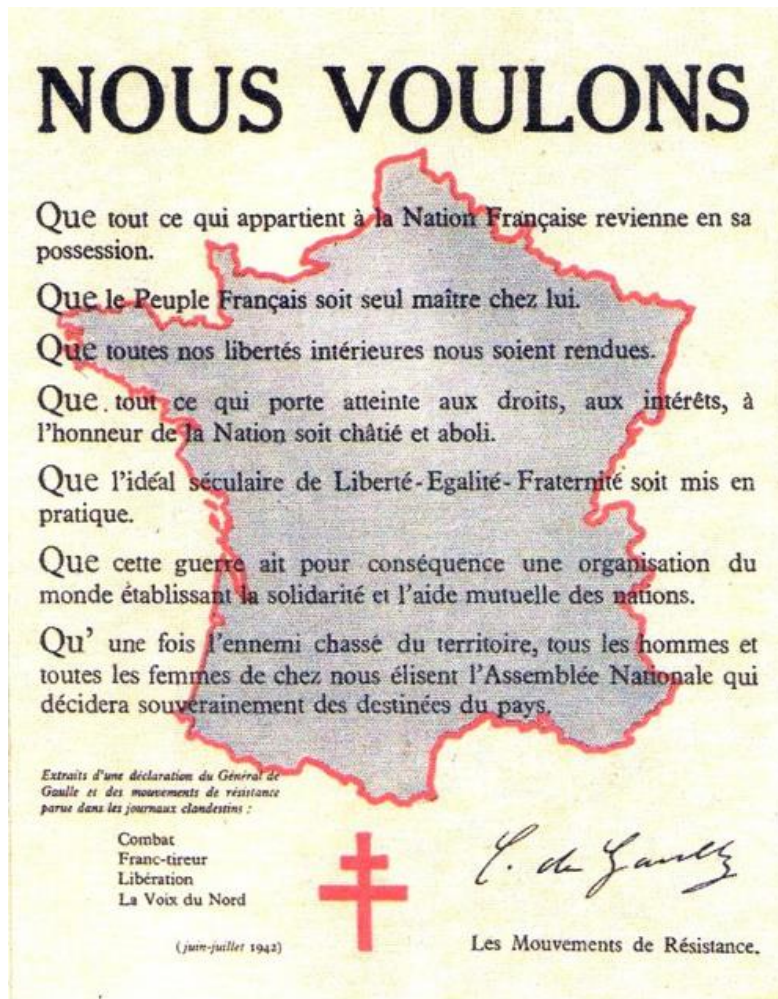 NOUS VOULONS
Que tout ce qui appartient à la Nation Française revienne en sa
possession.
Que le Peuple Français soit seul maître chez lui.
Que toutes nos libertés intérieures nous soient rendues.
Que tout ce qui porte atteinte aux droits, aux intérêts, à
l'honneur de la Nation soit châtié et aboli.
Que l'idéal séculaire de Liberté-Egalité-Fraternité soit mis en
pratique.
Que cette guerre ait pour conséquence une organisation du
monde établissant la solidarité et l'aide mutuelle des nations.
Qu' une fois l'ennemi chassé du territoire, tous les hommes et
toutes les femmes de chez nous élisent l'Assemblée Nationale qui
décidera souverainement des destinées du pays.
Extraits d'une déclaration du Général de
Gaulle et des mouvements de résistance
parue dans les journaux clandestins :
Combat
Franc-tireur
Libération
La Voix du Nord
(juin-juillet 1942)
C. de Gaulle
Les Mouvements de Résistance.